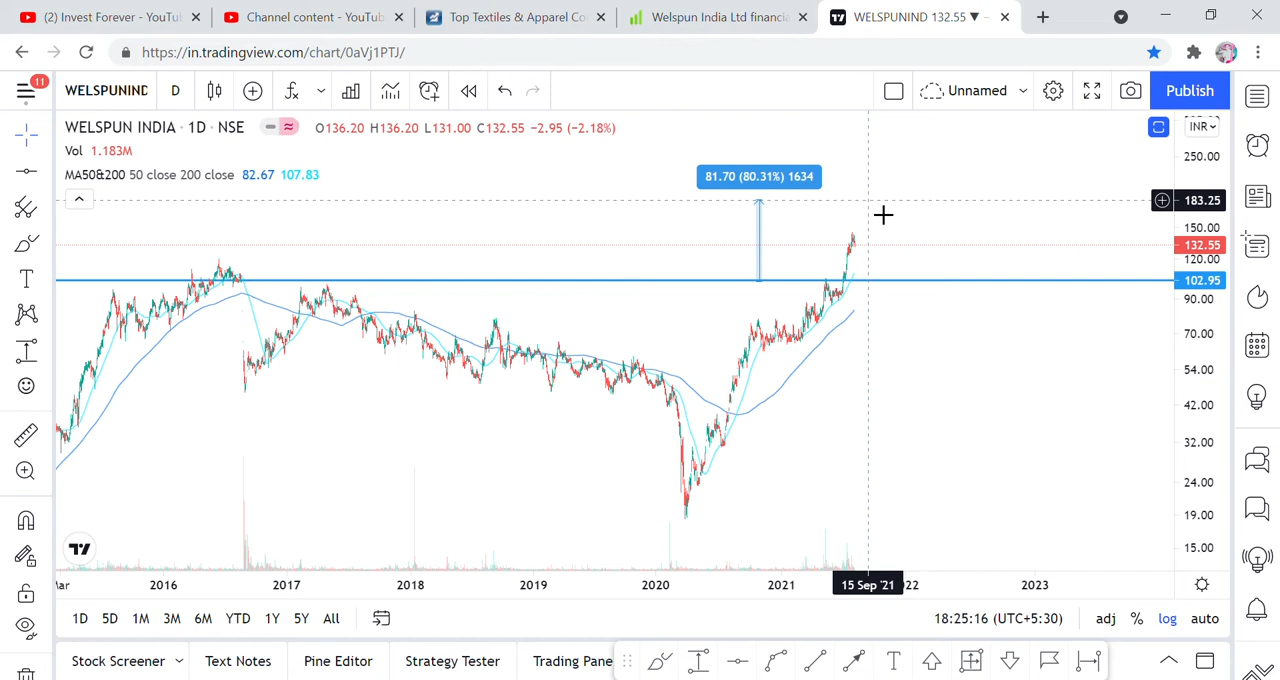 (2) Invest Forever - YouTu
Channel content - YouTub
Top Textiles & Apparel Co
Welspun India Ltd financia
WELSPUNIND 132.55 ▼ -
https://in.tradingview.com/chart/0aVj1PTJ/
11
WELSPUNIND
D
Unnamed
Publish
WELSPUN INDIA · 1D · NSE
O136.20 H136.20 L131.00 C132.55 −2.95 (−2.18%)
INR
Vol 1.183M
MA50&200 50 close 200 close 82.67 107.83
81.70 (80.31%) 1634
250.00
183.25
150.00
132.55
120.00
102.95
90.00
70.00
54.00
42.00
32.00
24.00
19.00
15.00
2016
2017
2018
2019
2020
2021
15 Sep '21
2023
1D 5D 1M 3M 6M YTD 1Y 5Y All
18:25:16 (UTC+5:30)
adj % log auto
Stock Screener
Text Notes
Pine Editor
Strategy Tester
Trading Pane